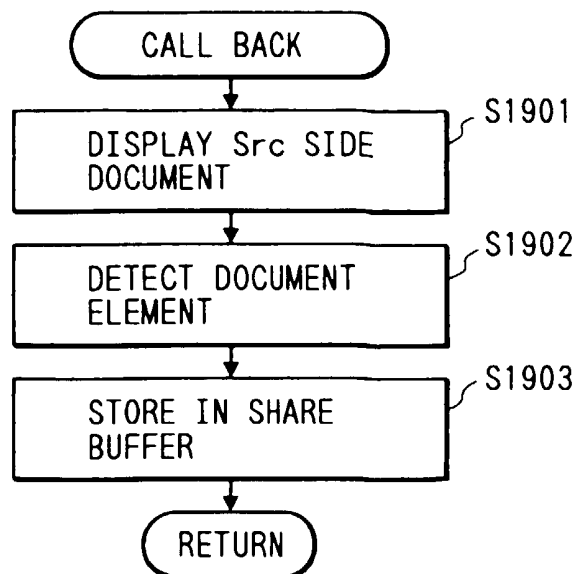 CALL BACK
S1901
DISPLAY Src SIDE
DOCUMENT
S1902
DETECT DOCUMENT
ELEMENT
S1903
STORE IN SHARE
BUFFER
RETURN